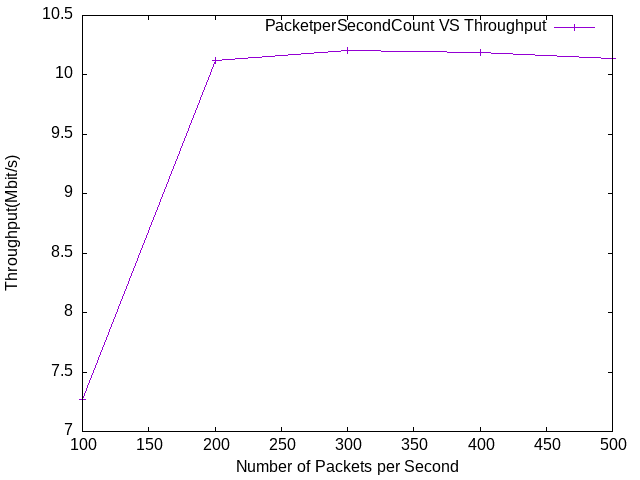 PacketperSecondCount VS Throughput
10.5
10
9.5
9
8.5
8
7.5
7
Throughput(Mbit/s)
100 150 200 250 300 350 400 450 500
Number of Packets per Second